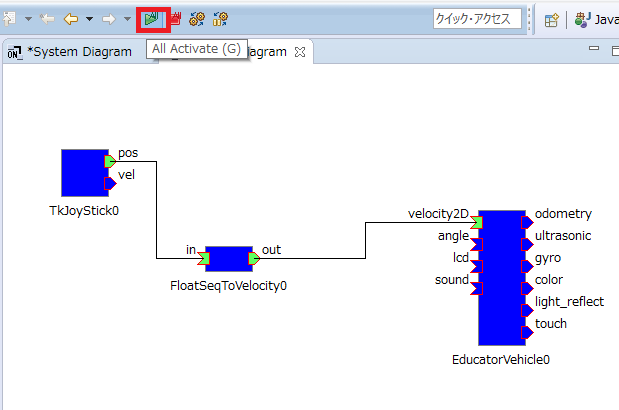 クイック・アクセス
Java
ON
*System Diagram
All Activate (G)
agram
pos
vel
TkJoyStick0
in
out
FloatSeqToVelocity0
velocity2D
angle
lcd
sound
odometry
ultrasonic
gyro
color
light_reflect
touch
EducatorVehicle0